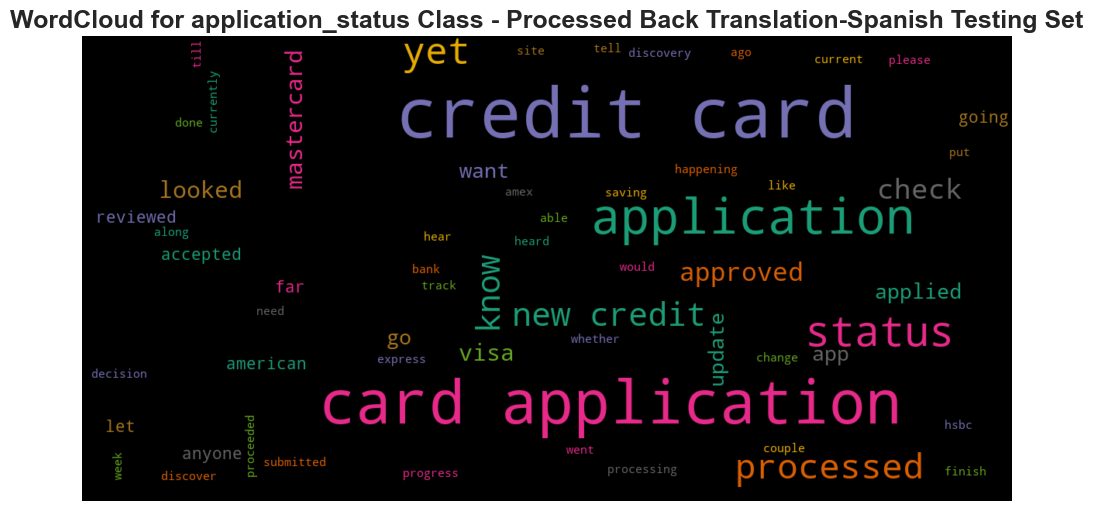 WordCloud for application_status Class - Processed Back Translation-Spanish Testing Set
till
yet
site
tell
discovery
ago
current
please
currently
mastercard
credit card
done
going
want
happening
put
looked
amex
saving
like
check
reviewed
able
application
along
hear
heard
accepted
bank
would
approved
know
far
track
applied
need
new credit
go
whether
update
status
american
express
visa
change
app
decision
card application
let
proceeded
went
couple
hsbc
week
anyone
submitted
discover
progress
processing
processed
finish